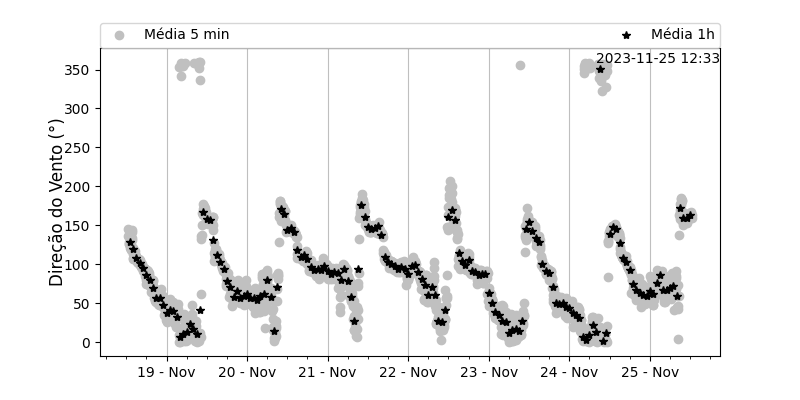 Média 5 min
Média 1h
2023-11-25 12:33
Direção do Vento (°)
350
300
250
200
150
100
50
0
19 - Nov
20 - Nov
21 - Nov
22 - Nov
23 - Nov
24 - Nov
25 - Nov